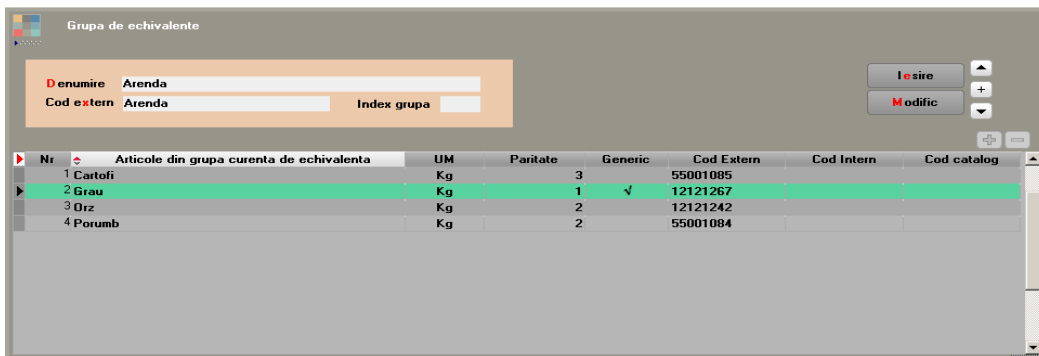 Grupa de echivalente
Denumire Arenda
Cod extern Arenda Index grupa
Iesire
Modific
Nr Articole din grupa curenta de echivalenta UM Paritate Generic Cod Extern Cod Intern Cod catalog
1 Cartofi Kg 3 55001085
2 Grau Kg 1 √ 12121267
3 Orz Kg 2 12121242
4 Porumb Kg 2 55001084